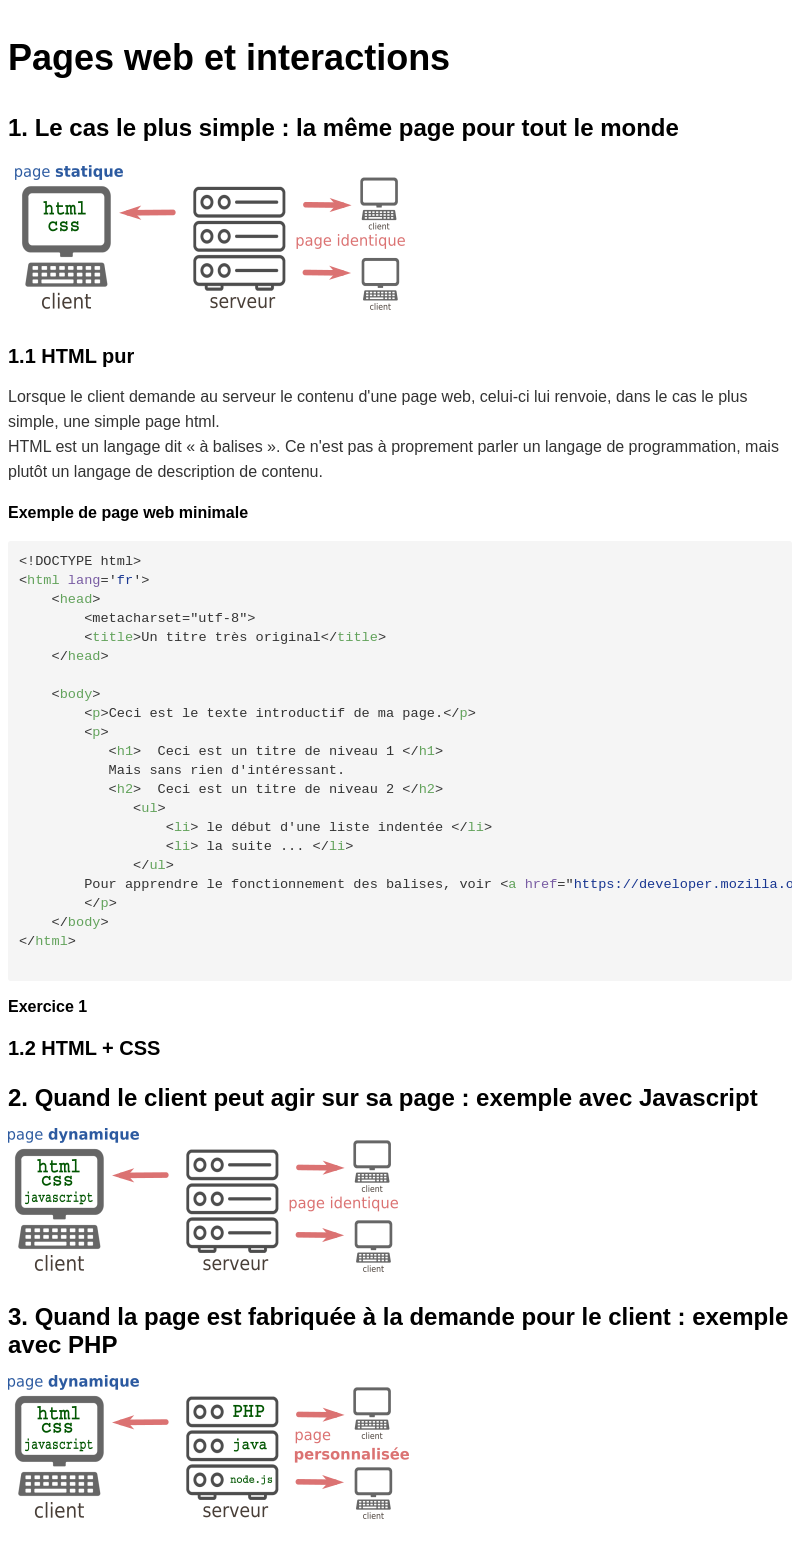 Pages web et interactions
1. Le cas le plus simple : la même page pour tout le monde
page statique
html
css
client
serveur
client
page identique
client
1.1 HTML pur
Lorsque le client demande au serveur le contenu d'une page web, celui-ci lui renvoie, dans le cas le plus
simple, une simple page html.
HTML est un langage dit « à balises ». Ce n'est pas à proprement parler un langage de programmation, mais
plutôt un langage de description de contenu.
Exemple de page web minimale
<!DOCTYPE html>
<html lang='fr'>
    <head>
        <metacharset="utf-8">
        <title>Un titre très original</title>
    </head>
    <body>
        <p>Ceci est le texte introductif de ma page.</p>
        <p>
           <h1>  Ceci est un titre de niveau 1 </h1>
           Mais sans rien d'intéressant.
           <h2>  Ceci est un titre de niveau 2 </h2>
              <ul>
                  <li> le début d'une liste indentée </li>
                  <li> la suite ... </li>
              </ul>
        Pour apprendre le fonctionnement des balises, voir <a href="https://developer.mozilla.o
        </p>
    </body>
</html>
Exercice 1
1.2 HTML + CSS
2. Quand le client peut agir sur sa page : exemple avec Javascript
page dynamique
html
css
javascript
client
serveur
client
page identique
client
3. Quand la page est fabriquée à la demande pour le client : exemple
avec PHP
page dynamique
html
css
javascript
client
PHP
java
node.js
serveur
client
page
personnalisée
client